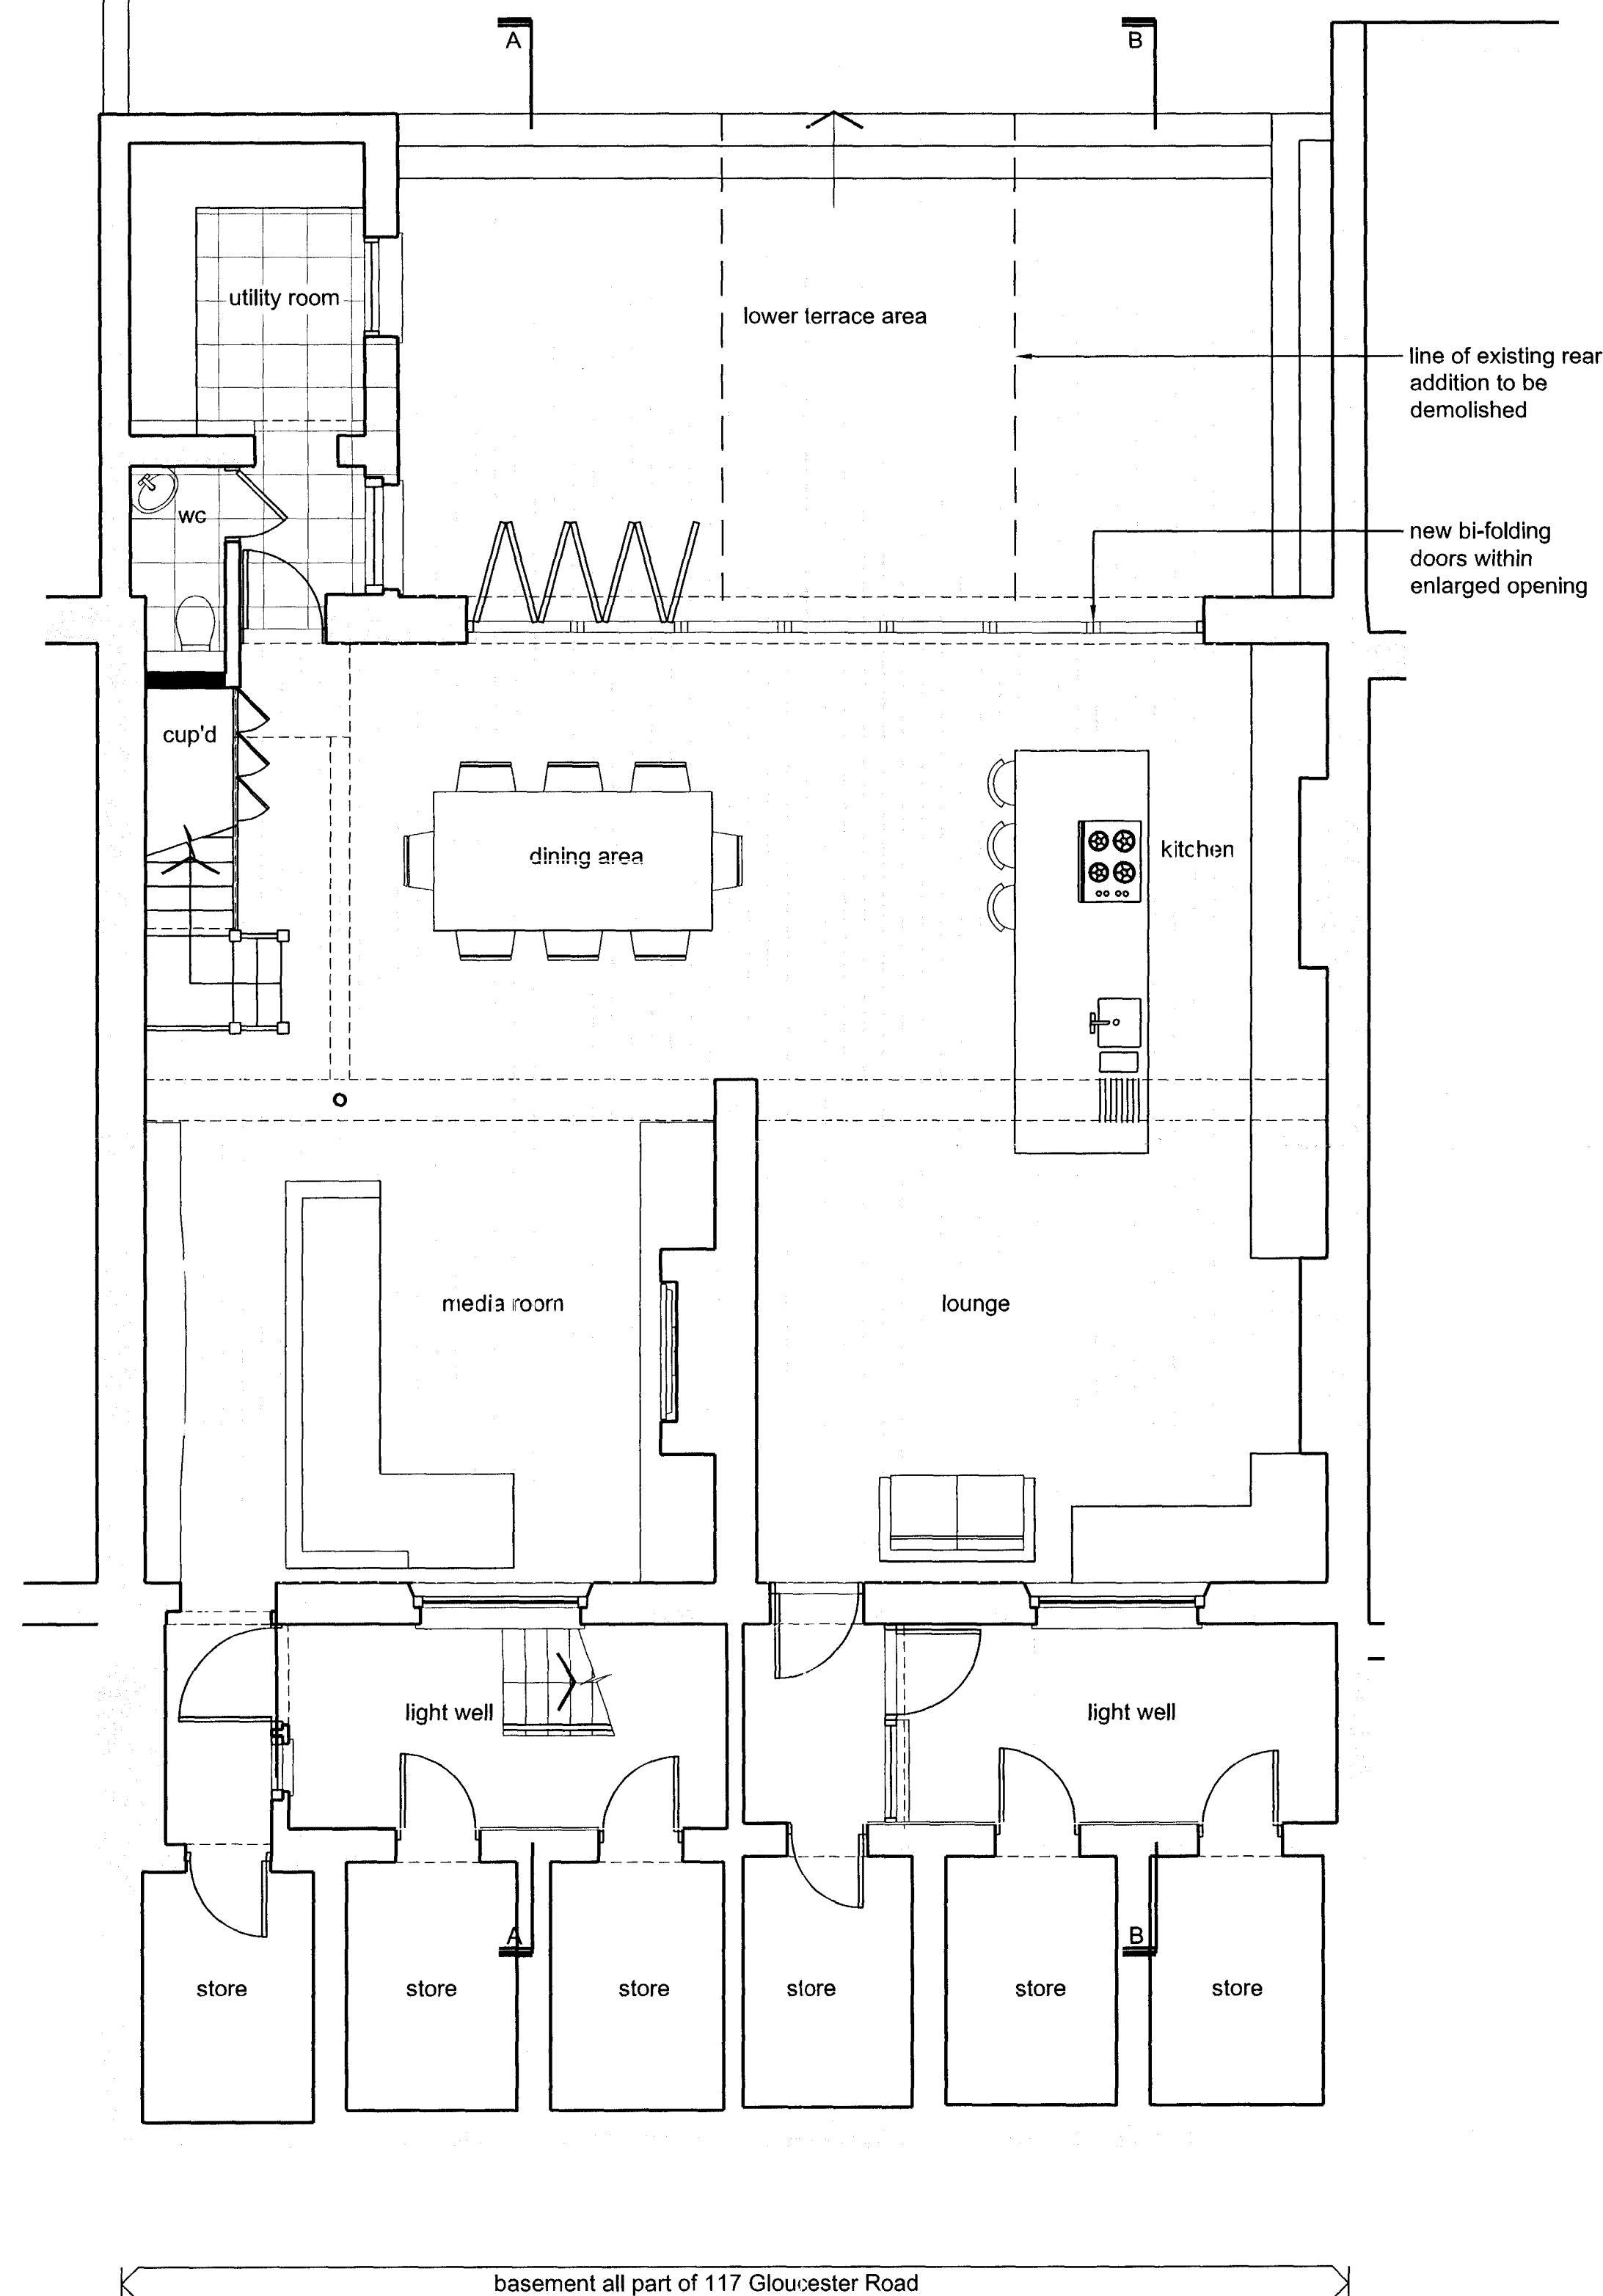 A
B
utility room
lower terrace area
line of existing rear
addition to be
demolished
wc
new bi-folding
doors within
enlarged opening
cup'd
dining area
kitchen
media room
lounge
light well
light well
A
B
store
store
store
store
store
store
basement all part of 117 Gloucester Road